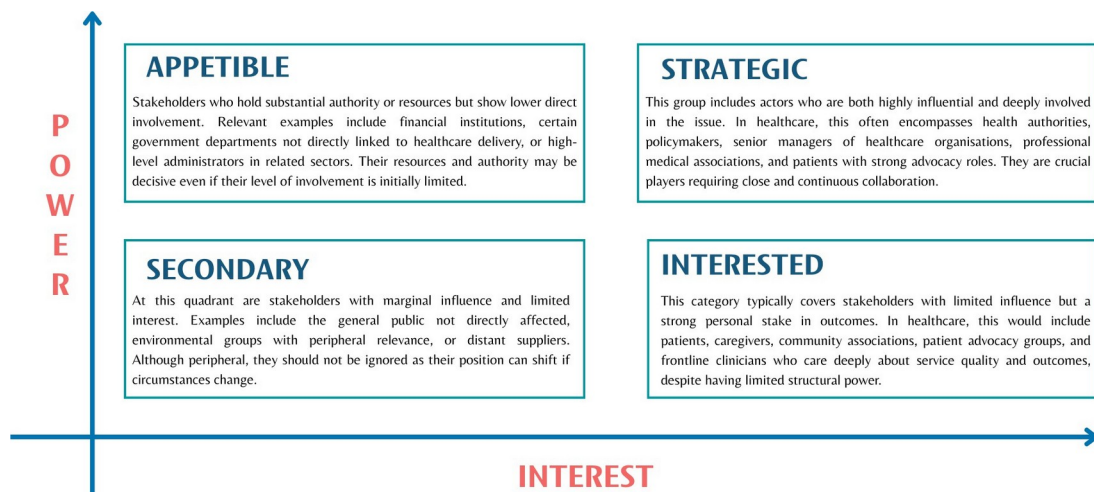 POWER
APPETIBLE
Stakeholders who hold substantial authority or resources but show lower direct
involvement. Relevant examples include financial institutions, certain
government departments not directly linked to healthcare delivery, or high-
level administrators in related sectors. Their resources and authority may be
decisive even if their level of involvement is initially limited.
STRATEGIC
This group includes actors who are both highly influential and deeply involved
in the issue. In healthcare, this often encompasses health authorities,
policymakers, senior managers of healthcare organisations, professional
medical associations, and patients with strong advocacy roles. They are crucial
players requiring close and continuous collaboration.
SECONDARY
At this quadrant are stakeholders with marginal influence and limited
interest. Examples include the general public not directly affected,
environmental groups with peripheral relevance, or distant suppliers.
Although peripheral, they should not be ignored as their position can shift if
circumstances change.
INTERESTED
This category typically covers stakeholders with limited influence but a
strong personal stake in outcomes. In healthcare, this would include
patients, caregivers, community associations, patient advocacy groups, and
frontline clinicians who care deeply about service quality and outcomes,
despite having limited structural power.
INTEREST